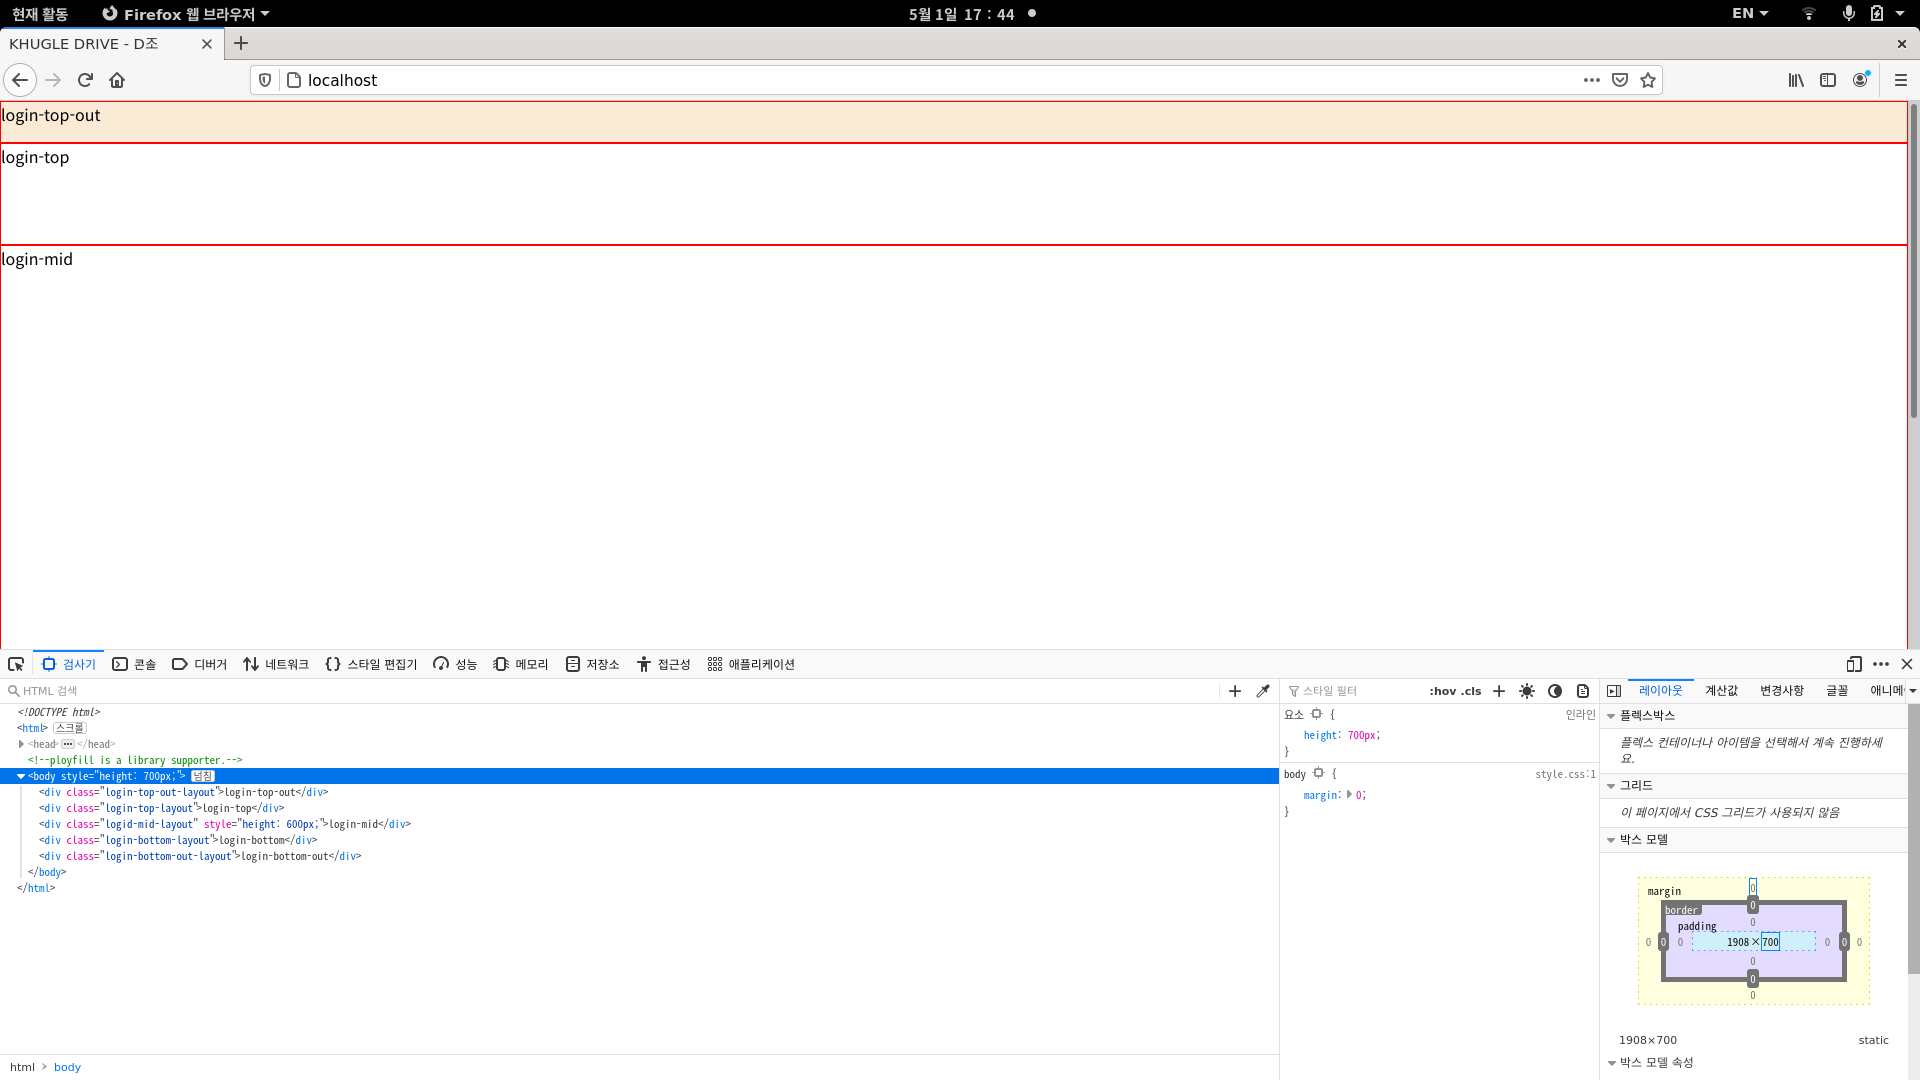 현재 활동
Firefox 웹 브라우저
5월 1일 17 : 44
EN
KHUGLE DRIVE - D조
localhost
login-top-out
login-top
login-mid
검사기 콘솔 디버거 네트워크 스타일 편집기 성능 메모리 저장소 접근성 애플리케이션
HTML 검색
<!DOCTYPE html>
<html> 스크롤
<head> ••• </head>
<!--ployfill is a library supporter.-->
<body style="height: 700px;"> 넘침
<div class="login-top-out-layout">login-top-out</div>
<div class="login-top-layout">login-top</div>
<div class="logid-mid-layout" style="height: 600px;">login-mid</div>
<div class="login-bottom-layout">login-bottom</div>
<div class="login-bottom-out-layout">login-bottom-out</div>
</body>
</html>
html > body
스타일 필터
:hov .cls +
요소 {
인라인
height: 700px;
}
body {
style.css:1
margin: 0;
}
레이아웃 계산값 변경사항 글꼴 애니메
플렉스박스
플렉스 컨테이너나 아이템을 선택해서 계속 진행하세
요.
그리드
이 페이지에서 CSS 그리드가 사용되지 않음
박스 모델
margin 0
border 0
padding 0
0 0 0 1908×700 0 0 0
0
0
0
1908×700
static
박스 모델 속성